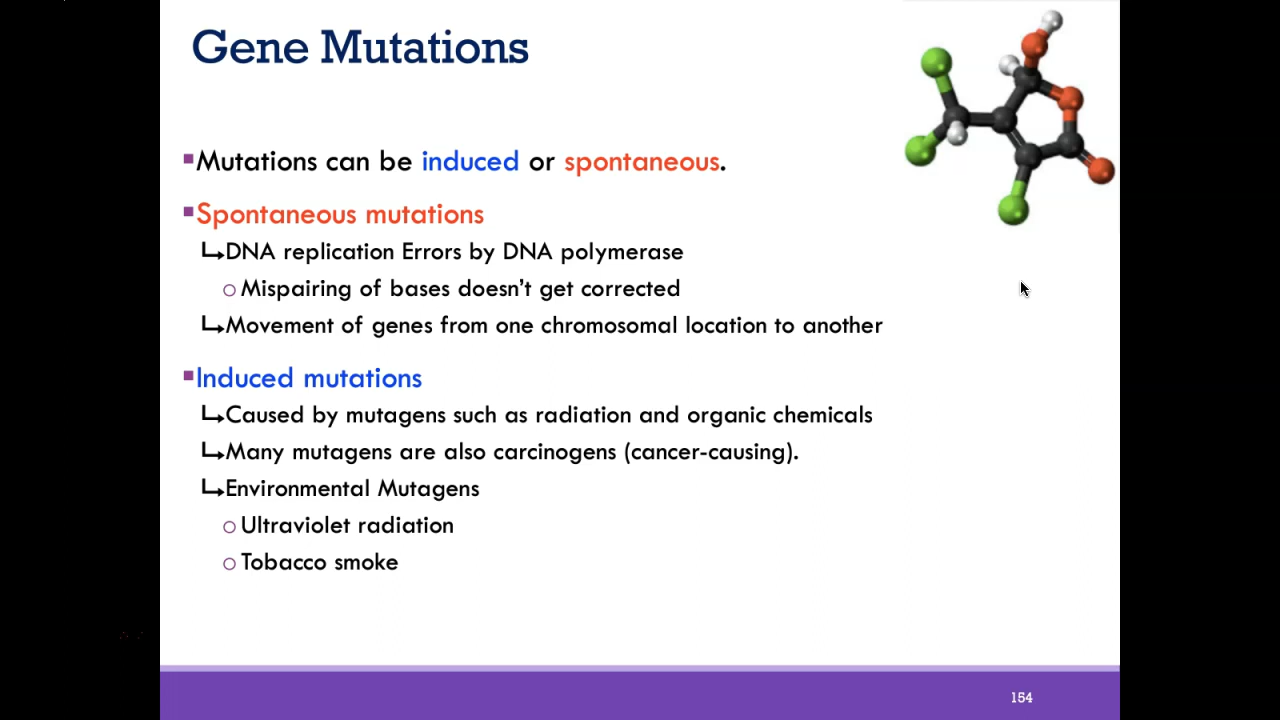 Gene Mutations
Mutations can be induced or spontaneous.
Spontaneous mutations
DNA replication Errors by DNA polymerase
Mispairing of bases doesn't get corrected
Movement of genes from one chromosomal location to another
Induced mutations
Caused by mutagens such as radiation and organic chemicals
Many mutagens are also carcinogens (cancer-causing).
Environmental Mutagens
Ultraviolet radiation
Tobacco smoke
154